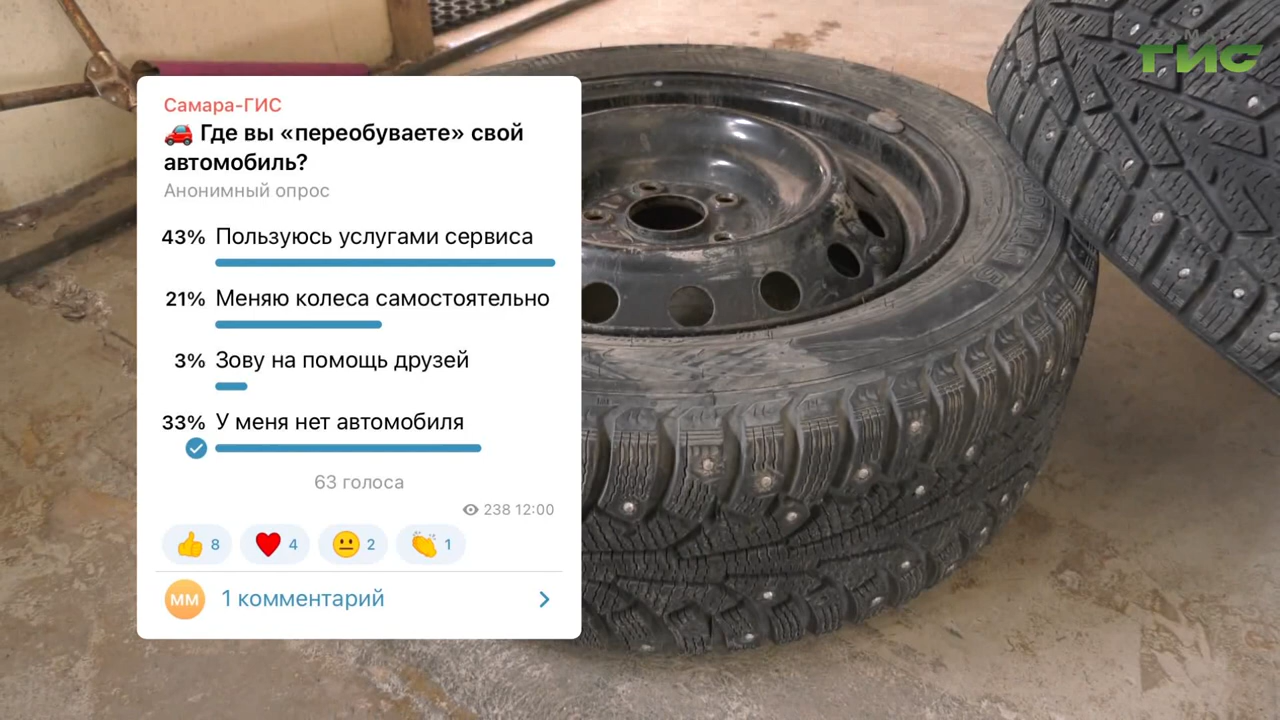 САМАРА
ГИС
Самара-ГИС
🚗 Где вы «переобуваете» свой
автомобиль?
Анонимный опрос
43% Пользуюсь услугами сервиса
21% Меняю колеса самостоятельно
3% Зову на помощь друзей
33% У меня нет автомобиля
63 голоса
238 12:00
👍 8 ❤️ 4 😐 2 👏 1
ММ 1 комментарий